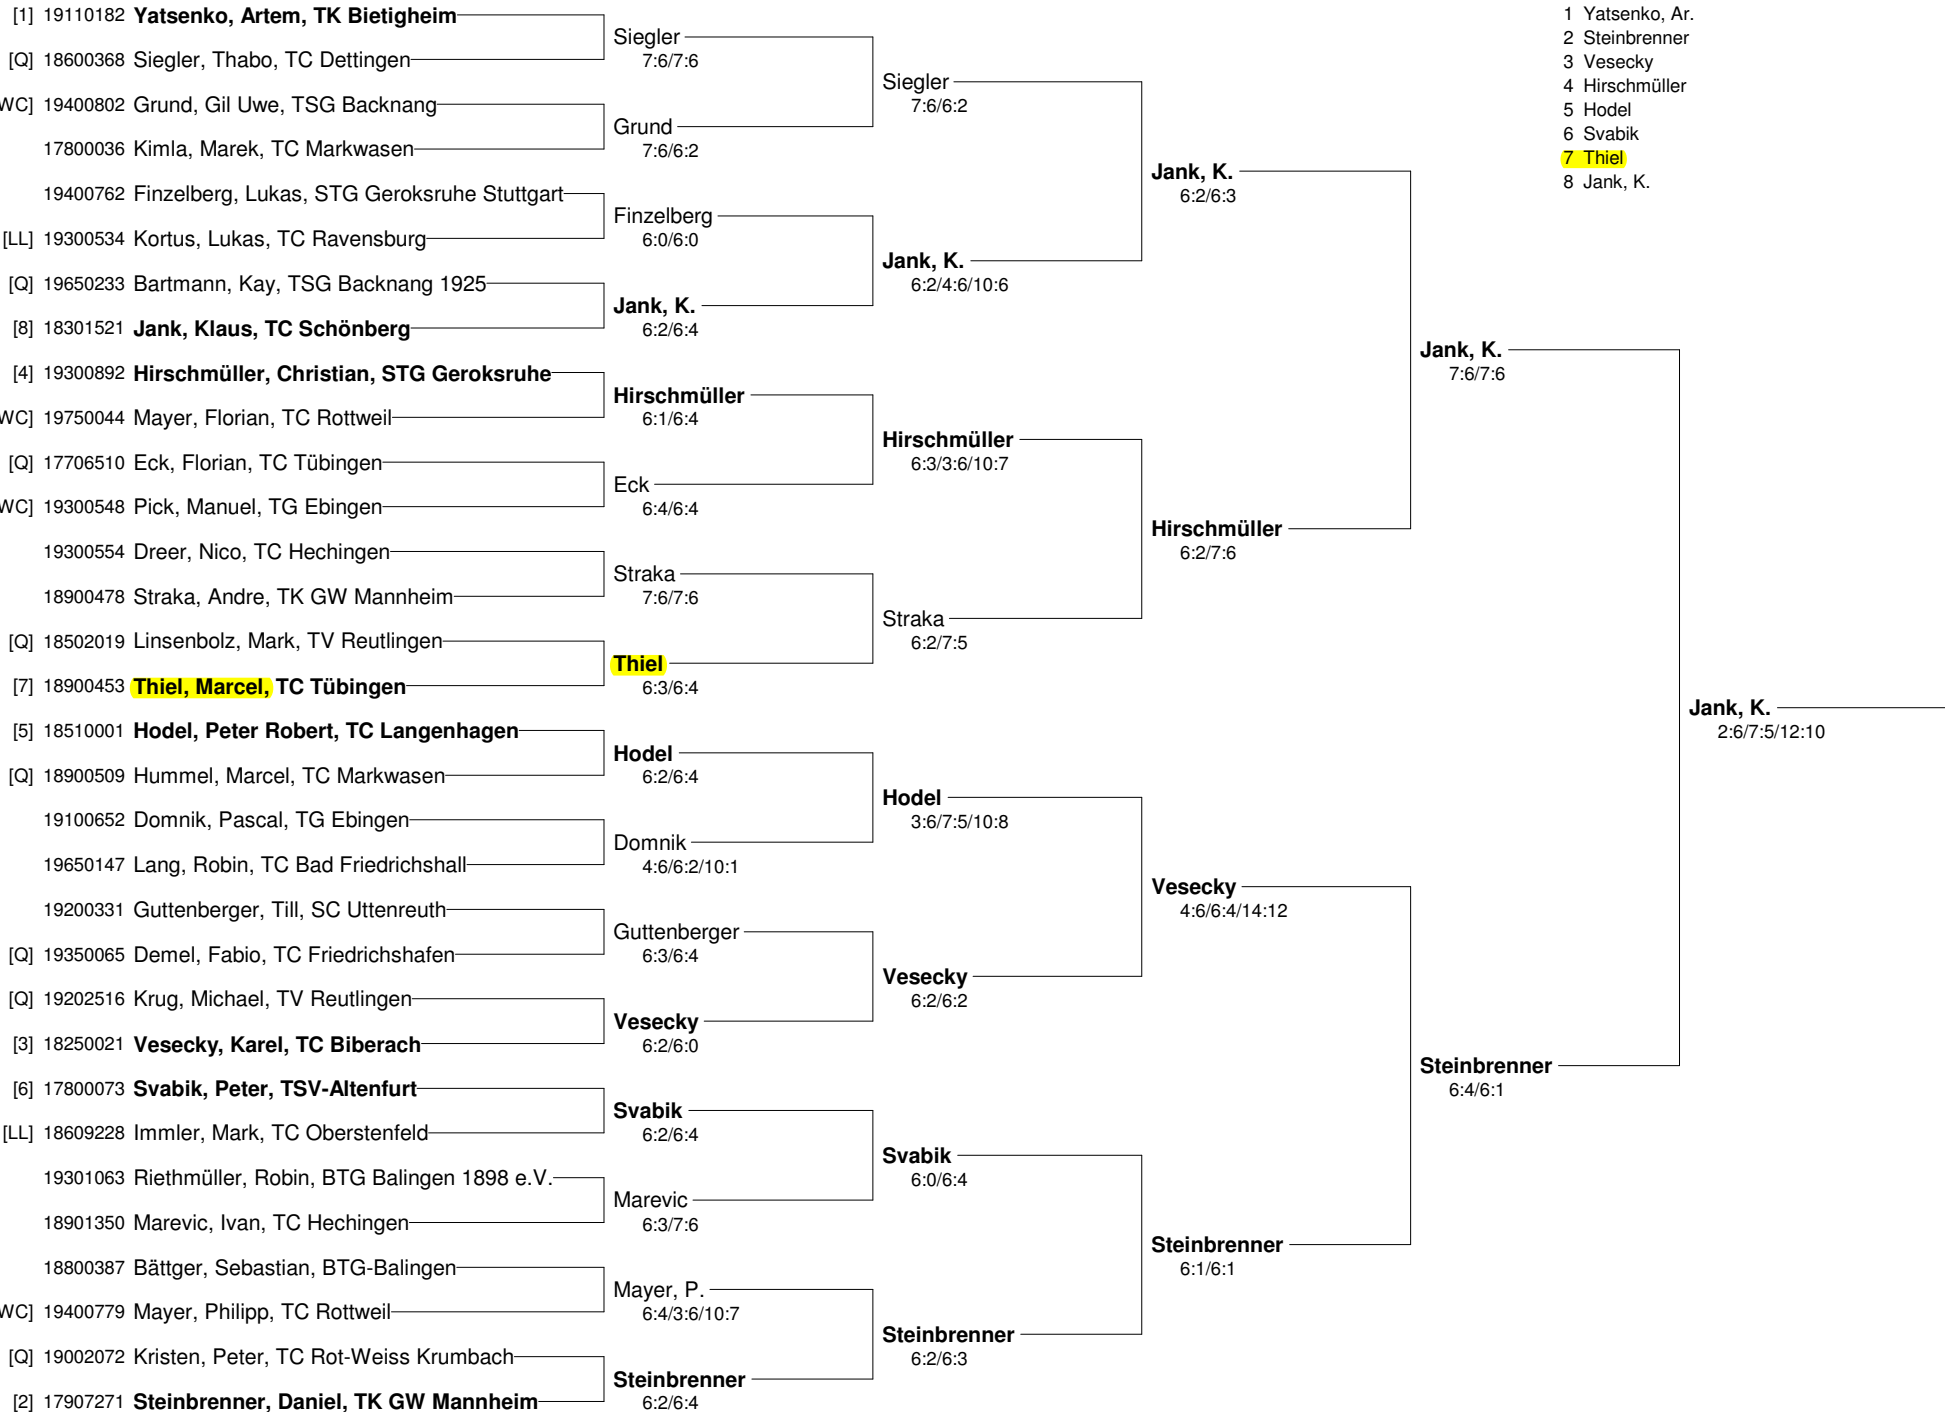 [1] 19110182 Yatsenko, Artem, TK Bietigheim
[Q] 18600368 Siegler, Thabo, TC Dettingen
WC] 19400802 Grund, Gil Uwe, TSG Backnang
17800036 Kimla, Marek, TC Markwasen
19400762 Finzelberg, Lukas, STG Geroksruhe Stuttgart
[LL] 19300534 Kortus, Lukas, TC Ravensburg
[Q] 19650233 Bartmann, Kay, TSG Backnang 1925
[8] 18301521 Jank, Klaus, TC Schönberg
[4] 19300892 Hirschmüller, Christian, STG Geroksruhe
WC] 19750044 Mayer, Florian, TC Rottweil
[Q] 17706510 Eck, Florian, TC Tübingen
WC] 19300548 Pick, Manuel, TG Ebingen
19300554 Dreer, Nico, TC Hechingen
18900478 Straka, Andre, TK GW Mannheim
[Q] 18502019 Linsenbolz, Mark, TV Reutlingen
[7] 18900453 Thiel, Marcel, TC Tübingen
[5] 18510001 Hodel, Peter Robert, TC Langenhagen
[Q] 18900509 Hummel, Marcel, TC Markwasen
19100652 Domnik, Pascal, TG Ebingen
19650147 Lang, Robin, TC Bad Friedrichshall
19200331 Guttenberger, Till, SC Uttenreuth
[Q] 19350065 Demel, Fabio, TC Friedrichshafen
[Q] 19202516 Krug, Michael, TV Reutlingen
[3] 18250021 Vesecky, Karel, TC Biberach
[6] 17800073 Svabik, Peter, TSV-Altenfurt
[LL] 18609228 Immler, Mark, TC Oberstenfeld
19301063 Riethmüller, Robin, BTG Balingen 1898 e.V.
18901350 Marevic, Ivan, TC Hechingen
18800387 Bättger, Sebastian, BTG-Balingen
WC] 19400779 Mayer, Philipp, TC Rottweil
[Q] 19002072 Kristen, Peter, TC Rot-Weiss Krumbach
[2] 17907271 Steinbrenner, Daniel, TK GW Mannheim
Siegler
7:6/7:6
Grund
7:6/6:2
Finzelberg
6:0/6:0
Jank, K.
6:2/6:4
Hirschmüller
6:1/6:4
Eck
6:4/6:4
Straka
7:6/7:6
Thiel
6:3/6:4
Hodel
6:2/6:4
Domnik
4:6/6:2/10:1
Guttenberger
6:3/6:4
Vesecky
6:2/6:0
Svabik
6:2/6:4
Marevic
6:3/7:6
Mayer, P.
6:4/3:6/10:7
Steinbrenner
6:2/6:4
Siegler
7:6/6:2
Jank, K.
6:2/4:6/10:6
Hirschmüller
6:3/3:6/10:7
Straka
6:2/7:5
Hodel
3:6/7:5/10:8
Vesecky
6:2/6:2
Svabik
6:0/6:4
Steinbrenner
6:2/6:3
Jank, K.
6:2/6:3
Hirschmüller
6:2/7:6
Vesecky
4:6/6:4/14:12
Steinbrenner
6:1/6:1
Jank, K.
7:6/7:6
Steinbrenner
6:4/6:1
Jank, K.
2:6/7:5/12:10
1 Yatsenko, Ar.
2 Steinbrenner
3 Vesecky
4 Hirschmüller
5 Hodel
6 Svabik
7 Thiel
8 Jank, K.